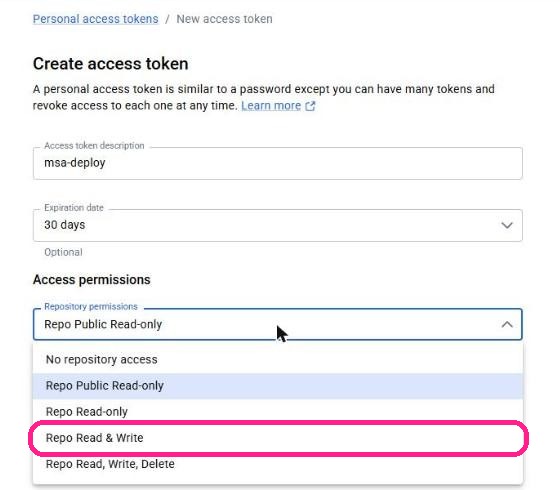 Personal access tokens / New access token
Create access token
A personal access token is similar to a password except you can have many tokens and
revoke access to each one at any time. Learn more
Access token description
msa-deploy
Expiration date
30 days
Optional
Access permissions
Repository permissions
Repo Public Read-only
No repository access
Repo Public Read-only
Repo Read-only
Repo Read & Write
Repo Read, Write, Delete